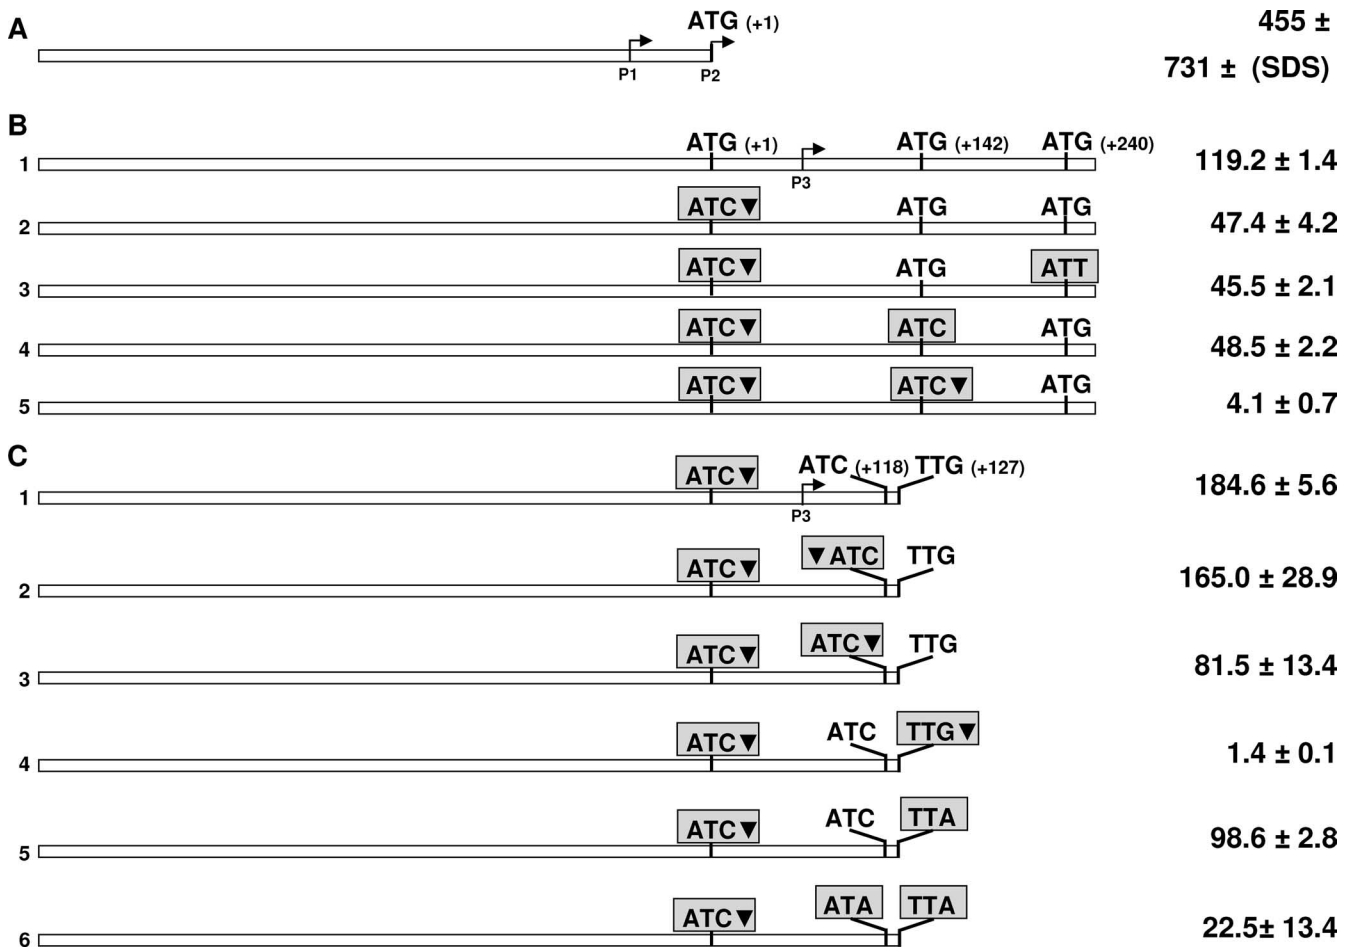 A
ATG (+1)
455 ±
P1
P2
731 ± (SDS)
B
1
ATG (+1)
P3
ATG (+142)
ATG (+240)
119.2 ± 1.4
2
ATC▼
ATG
ATG
47.4 ± 4.2
3
ATC▼
ATG
ATT
45.5 ± 2.1
4
ATC▼
ATC
ATG
48.5 ± 2.2
5
ATC▼
ATC▼
ATG
4.1 ± 0.7
C
1
ATC▼
P3
ATC (+118) TTG (+127)
184.6 ± 5.6
2
ATC▼
▼ATC
TTG
165.0 ± 28.9
3
ATC▼
ATC▼
TTG
81.5 ± 13.4
4
ATC▼
ATC
TTG▼
1.4 ± 0.1
5
ATC▼
ATC
TTA
98.6 ± 2.8
6
ATC▼
ATA
TTA
22.5± 13.4